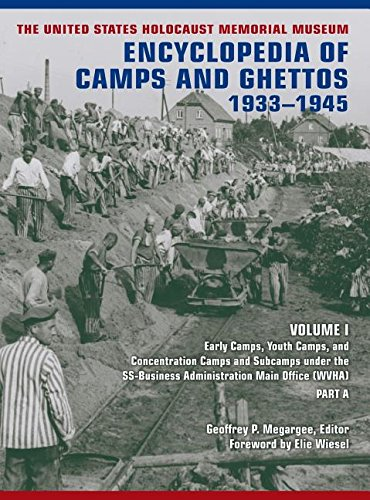 THE UNITED STATES HOLOCAUST MEMORIAL MUSEUM
ENCYCLOPEDIA OF
CAMPS AND GHETTOS
1933–1945
VOLUME I
Early Camps, Youth Camps, and
Concentration Camps and Subcamps under the
SS-Business Administration Main Office (WVHA)
PART A
Geoffrey P. Megargee, Editor
Foreword by Elie Wiesel